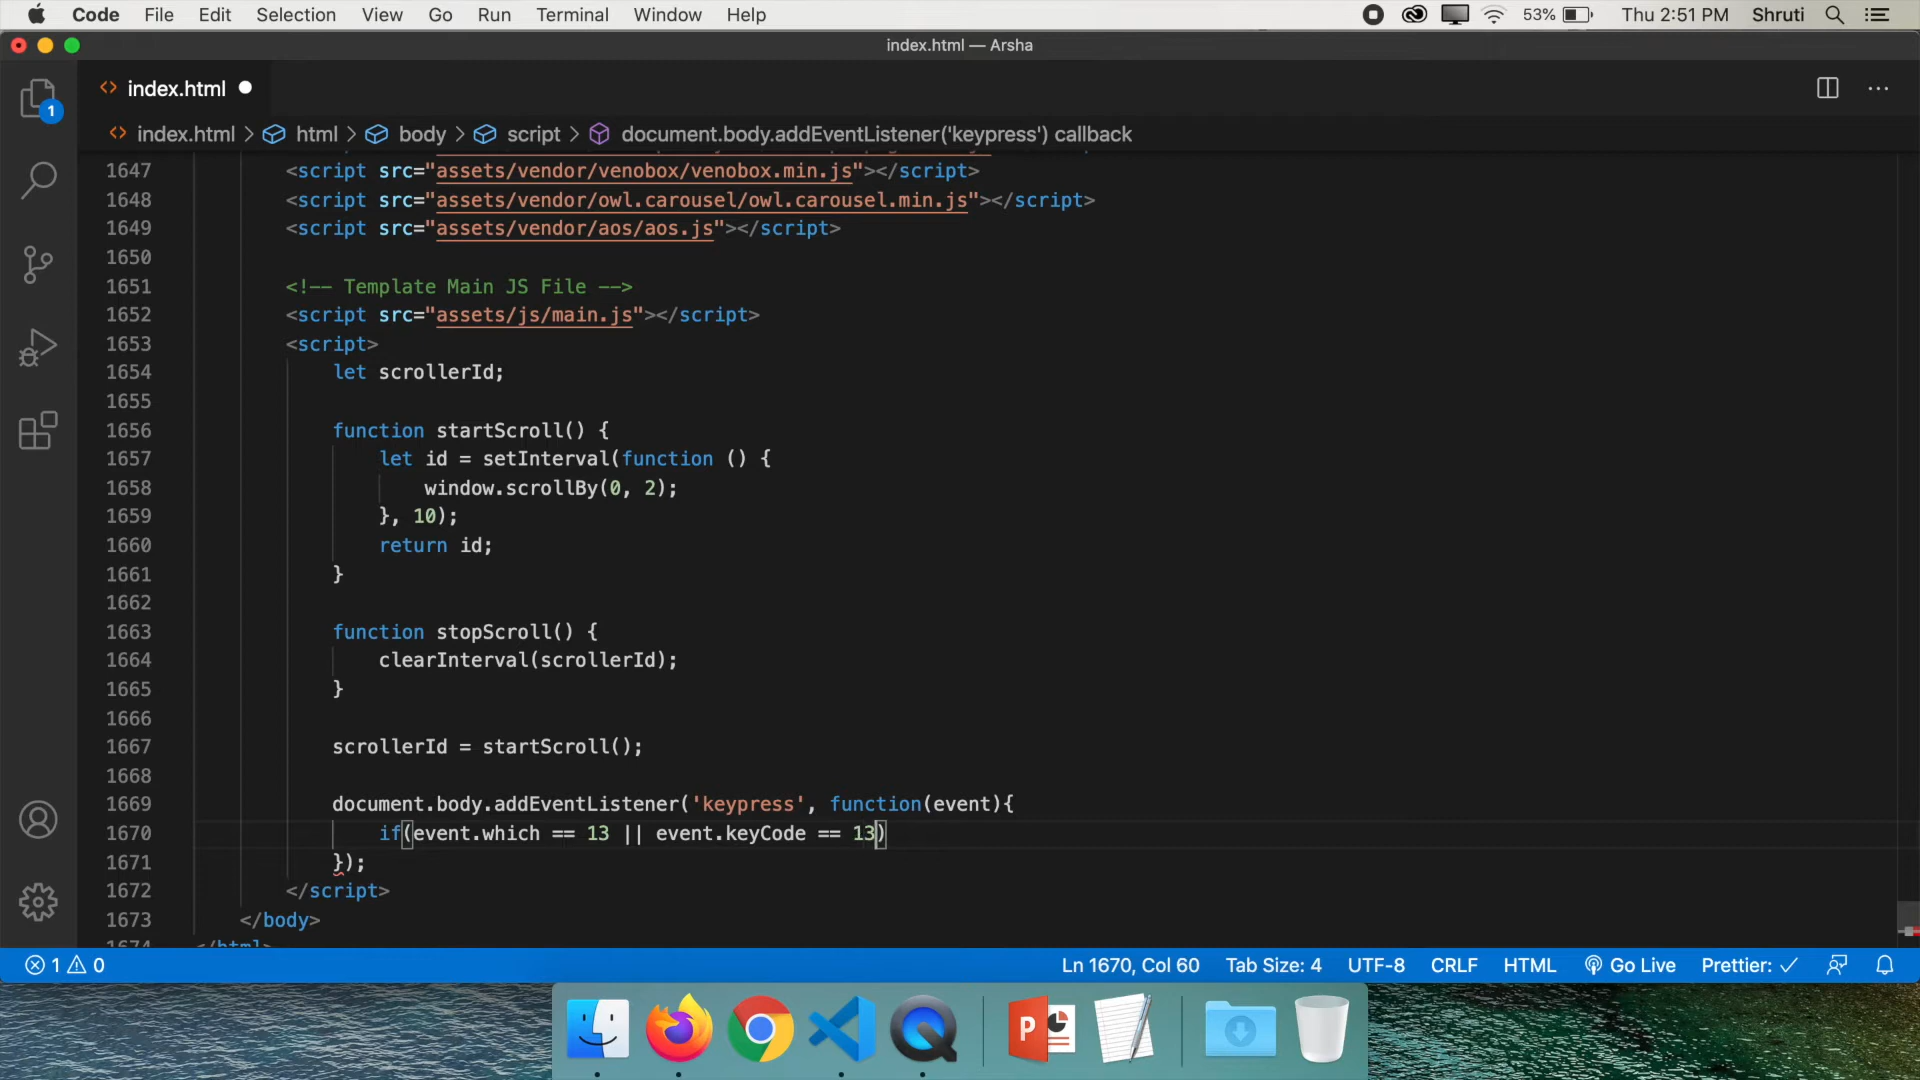 Code File Edit Selection View Go Run Terminal Window Help 53% Thu 2:51 PM Shruti
index.html — Arsha
index.html
index.html > html > body > script > document.body.addEventListener('keypress') callback
1
1647 <script src="assets/vendor/venobox/venobox.min.js"></script>
1648 <script src="assets/vendor/owl.carousel/owl.carousel.min.js"></script>
1649 <script src="assets/vendor/aos/aos.js"></script>
1650
1651 <!-- Template Main JS File -->
1652 <script src="assets/js/main.js"></script>
1653 <script>
1654 let scrollerId;
1655
1656 function startScroll() {
1657 let id = setInterval(function () {
1658 window.scrollBy(0, 2);
1659 }, 10);
1660 return id;
1661 }
1662
1663 function stopScroll() {
1664 clearInterval(scrollerId);
1665 }
1666
1667 scrollerId = startScroll();
1668
1669 document.body.addEventListener('keypress', function(event){
1670 if(event.which == 13 || event.keyCode == 13)
1671 });
1672 </script>
1673 </body>
1674 </html>
1 0 Ln 1670, Col 60 Tab Size: 4 UTF-8 CRLF HTML Go Live Prettier: ✓
P